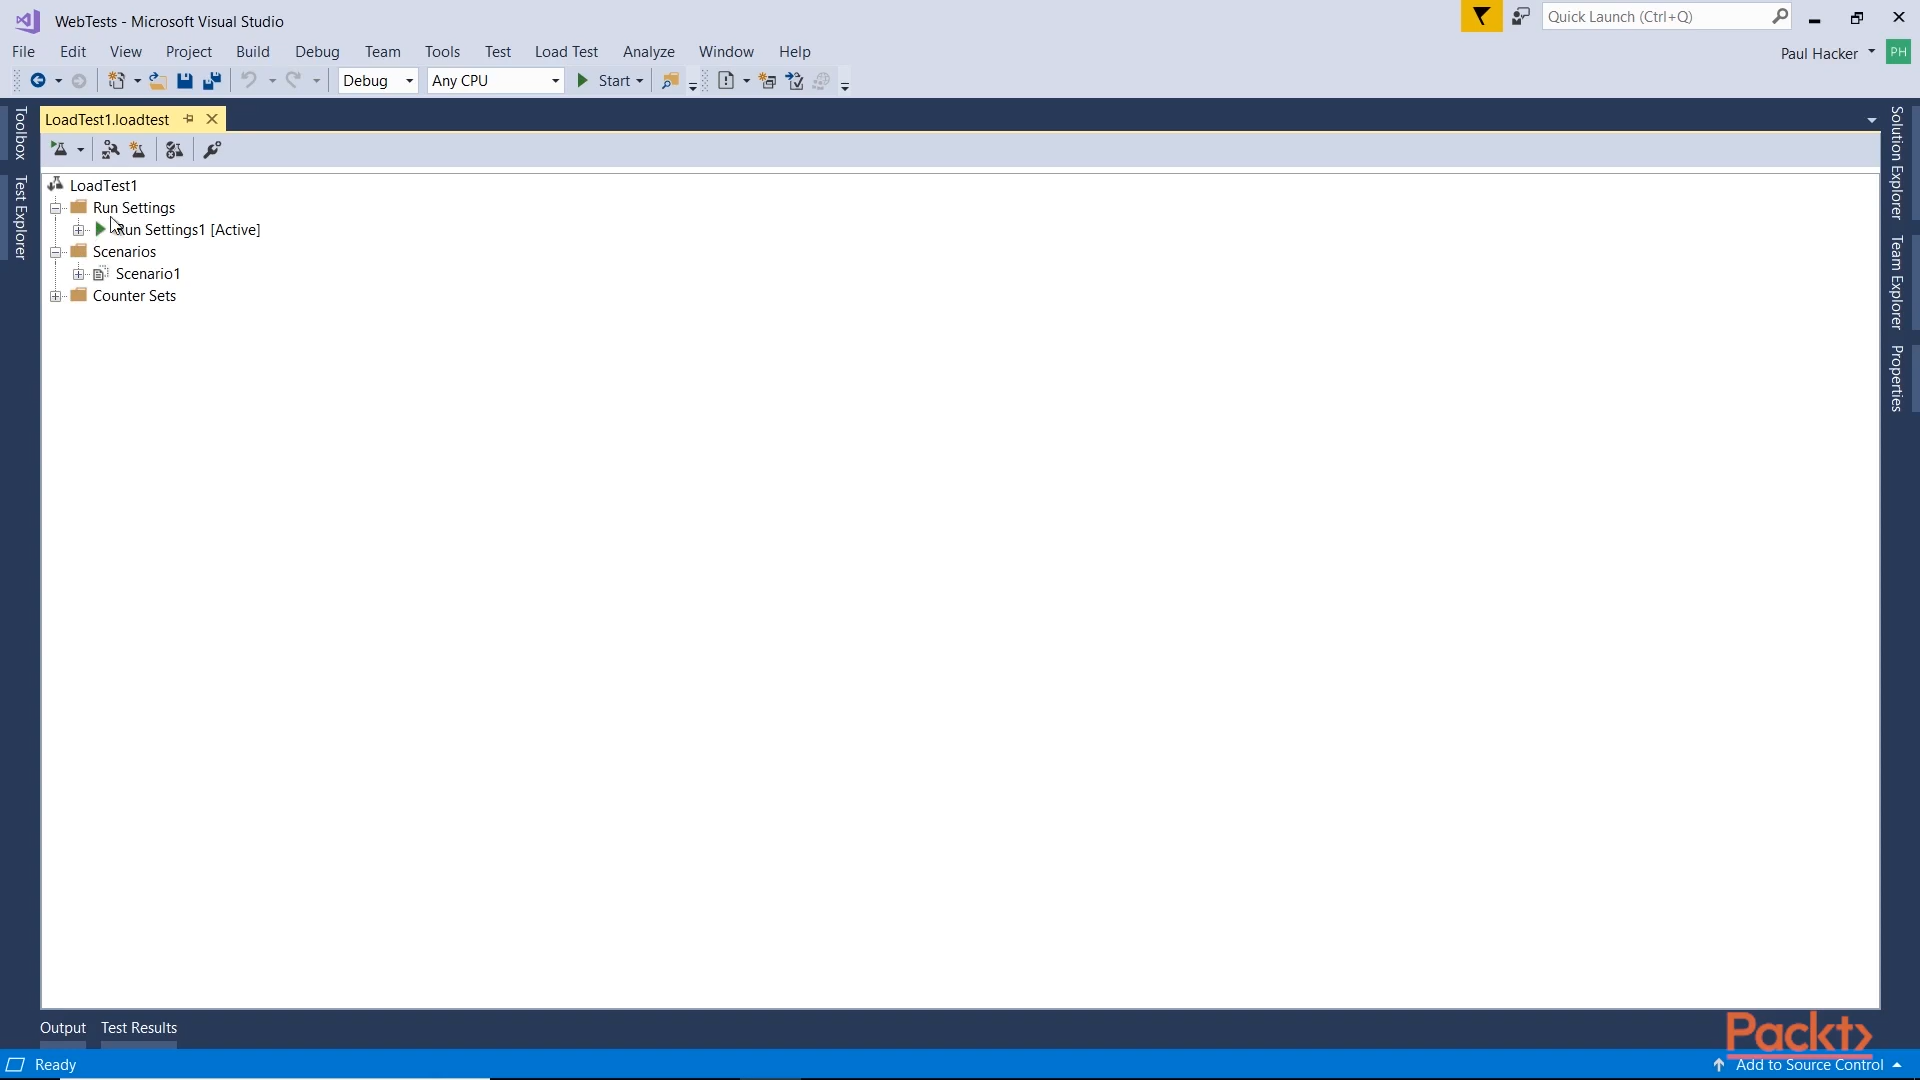 WebTests - Microsoft Visual Studio
Quick Launch (Ctrl+Q)
File Edit View Project Build Debug Team Tools Test Load Test Analyze Window Help
Paul Hacker PH
Debug Any CPU Start
Toolbox
Test Explorer
LoadTest1.loadtest
LoadTest1
Run Settings
Run Settings1 [Active]
Scenarios
Scenario1
Counter Sets
Solution Explorer
Team Explorer
Properties
Output Test Results
Packt>
Ready
Add to Source Control